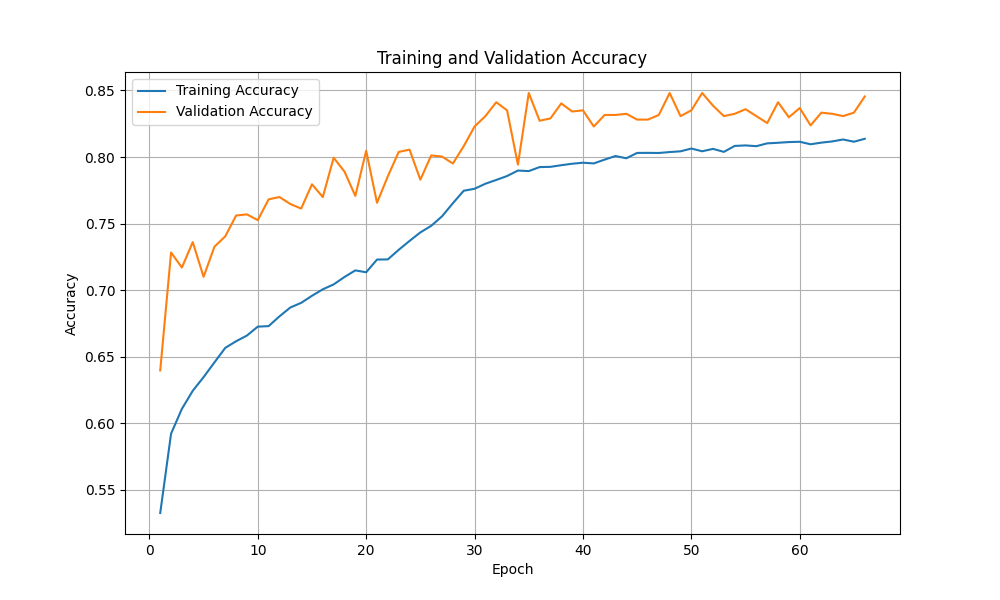 Training and Validation Accuracy
Training Accuracy
Validation Accuracy
0.85
0.80
0.75
0.70
0.65
0.60
0.55
Accuracy
0 10 20 30 40 50 60
Epoch